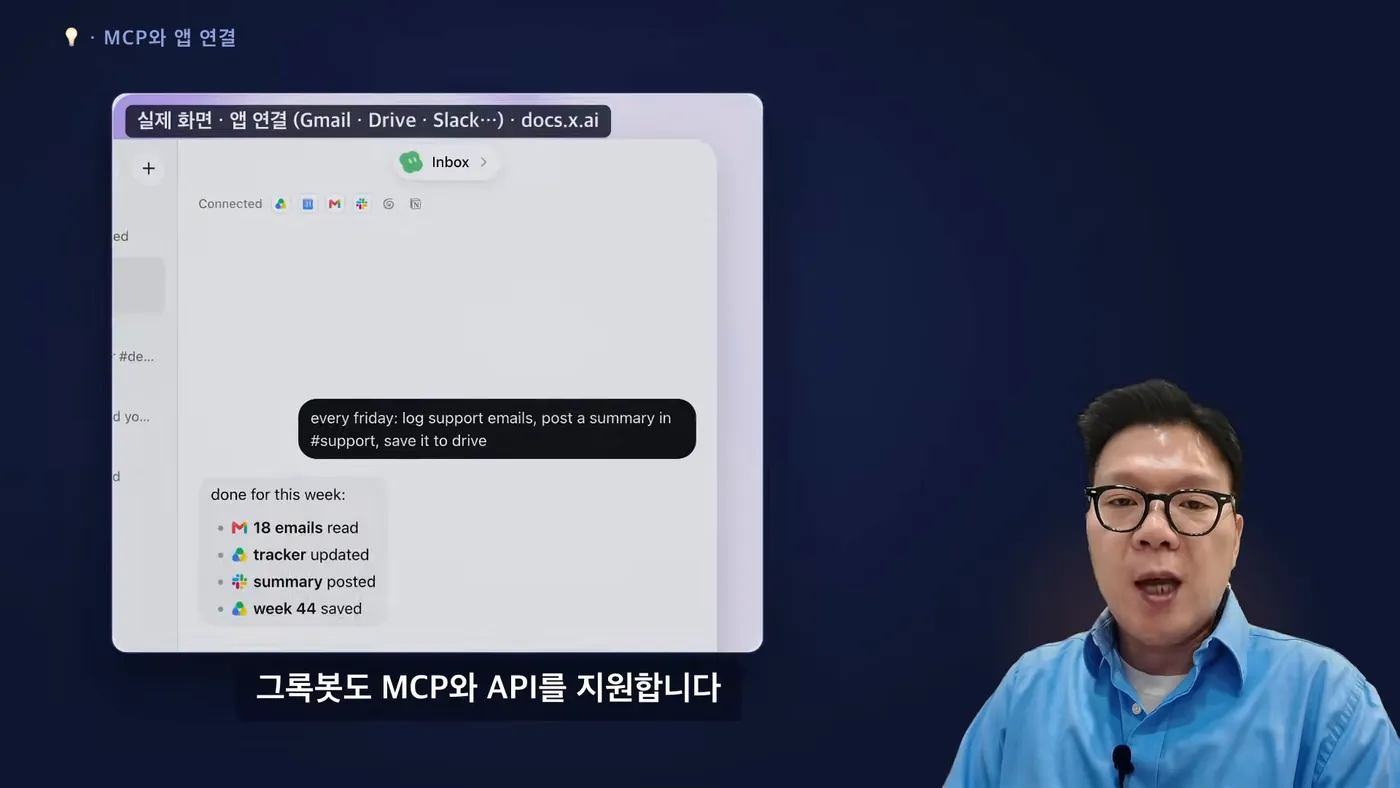 · MCP와 앱 연결
실제 화면 · 앱 연결 (Gmail · Drive · Slack…) · docs.x.ai
+
Inbox >
Connected
ed
#de...
d yo...
d
every friday: log support emails, post a summary in
#support, save it to drive
done for this week:
• 18 emails read
• tracker updated
• summary posted
• week 44 saved
그록봇도 MCP와 API를 지원합니다